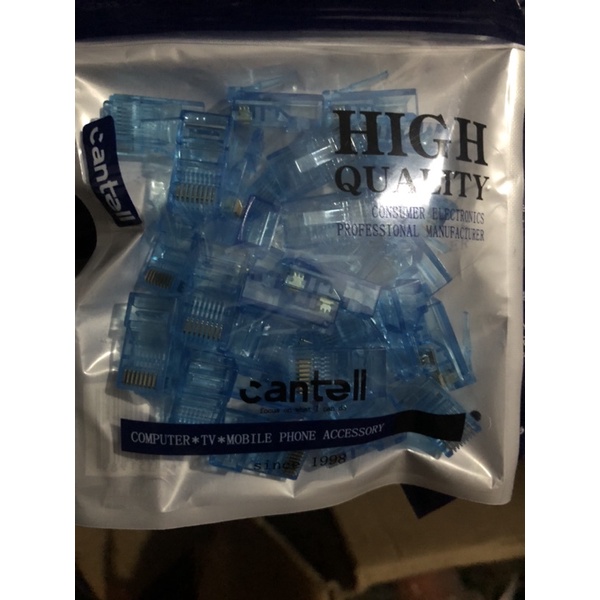 cantell
HIGH
QUALITY
CONSUMER ELECTRONICS
PROFESSIONAL MANUFACTURER
cantell
COMPUTER*TV*MOBILE PHONE ACCESSORY
since 1998